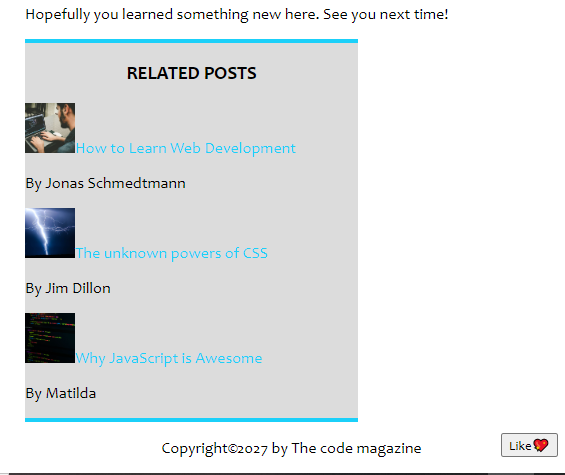 Hopefully you learned something new here. See you next time!
RELATED POSTS
How to Learn Web Development
By Jonas Schmedtmann
The unknown powers of CSS
By Jim Dillon
Why JavaScript is Awesome
By Matilda
Copyright©2027 by The code magazine
Like💖